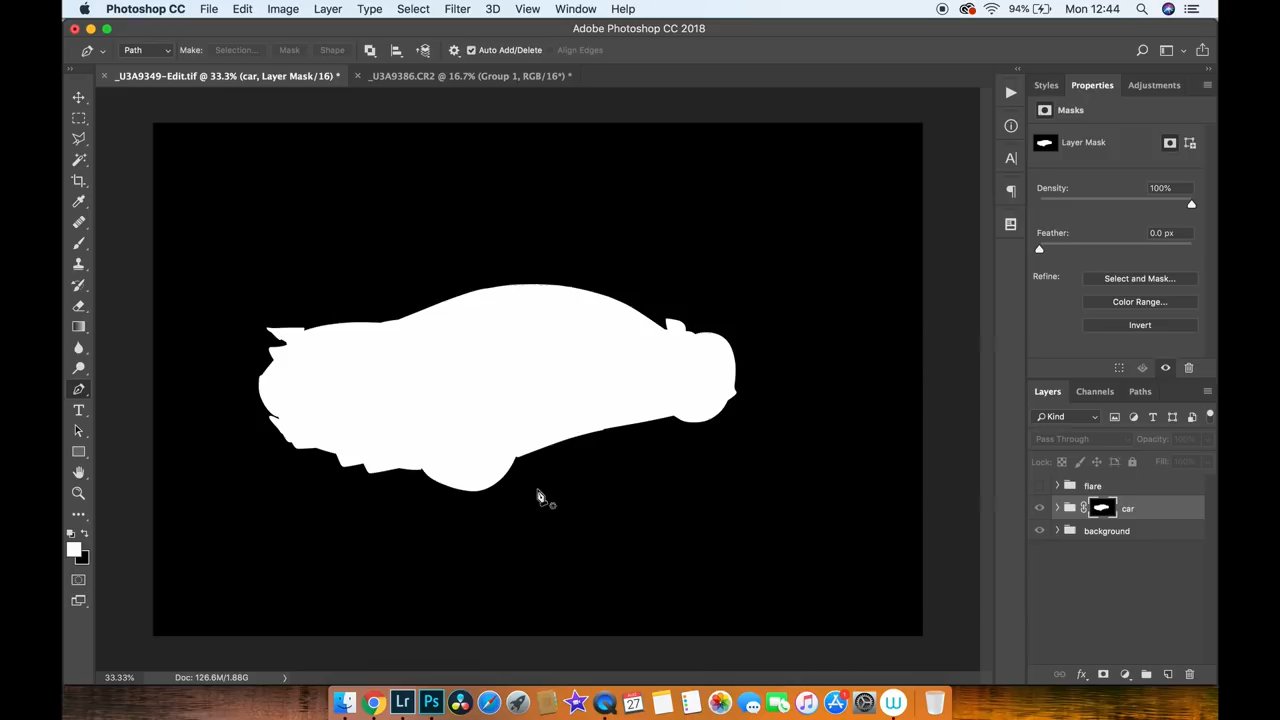 Photoshop CC File Edit Image Layer Type Select Filter 3D View Window Help 94% Mon 12:44
Adobe Photoshop CC 2018
Path Make: Selection... Mask Shape Auto Add/Delete Align Edges
_U3A9349-Edit.tif @ 33.3% (car, Layer Mask/16) * _U3A9386.CR2 @ 16.7% (Group 1, RGB/16*) *
Styles Properties Adjustments
Masks
Layer Mask
Density: 100%
Feather: 0.0 px
Refine: Select and Mask...
Color Range...
Invert
Layers Channels Paths
Kind
Pass Through Opacity: 100%
Lock: Fill: 100%
flare
car
background
33.33% Doc: 126.6M/1.88G
Lr Ps 27 W